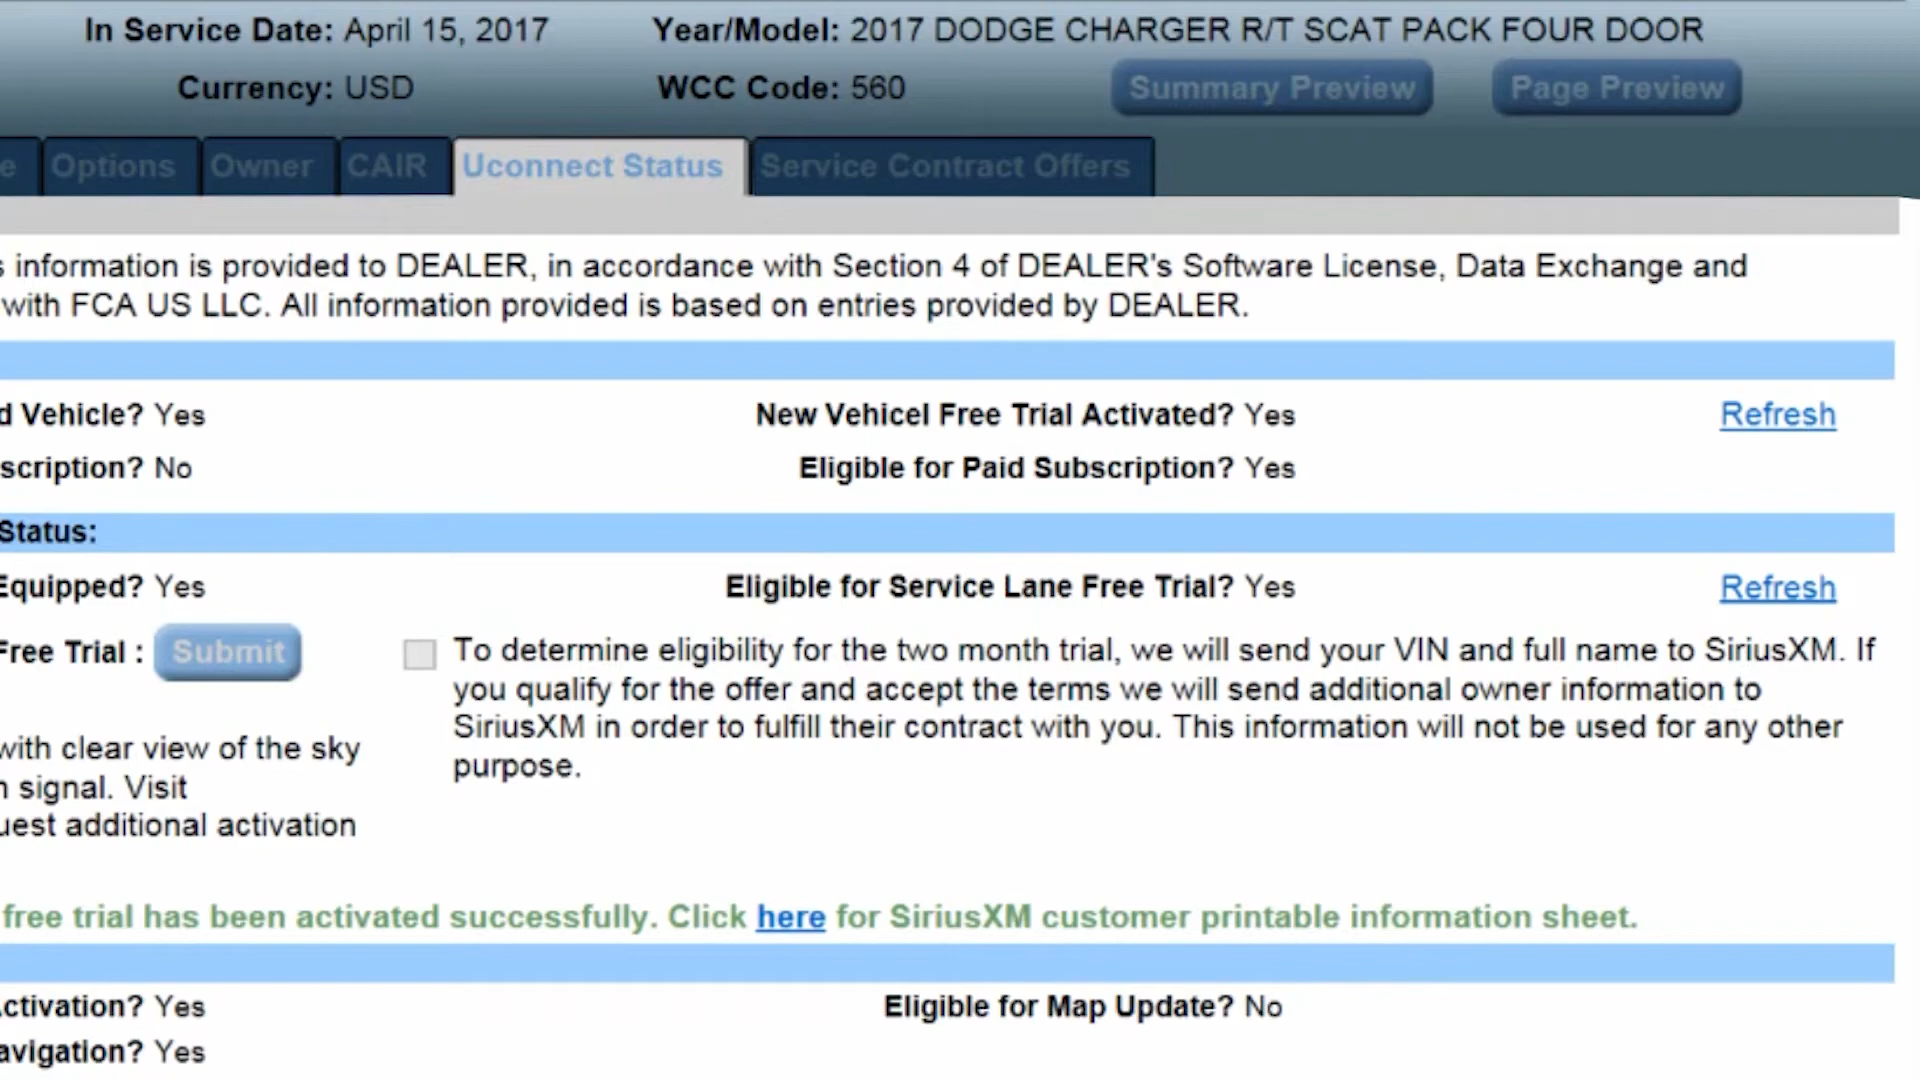 In Service Date: April 15, 2017 Year/Model: 2017 DODGE CHARGER R/T SCAT PACK FOUR DOOR
Currency: USD WCC Code: 560 Summary Preview Page Preview
e Options Owner CAIR Uconnect Status Service Contract Offers
s information is provided to DEALER, in accordance with Section 4 of DEALER's Software License, Data Exchange and
with FCA US LLC. All information provided is based on entries provided by DEALER.
d Vehicle? Yes New Vehicel Free Trial Activated? Yes Refresh
scription? No Eligible for Paid Subscription? Yes
Status:
Equipped? Yes Eligible for Service Lane Free Trial? Yes Refresh
Free Trial : Submit
To determine eligibility for the two month trial, we will send your VIN and full name to SiriusXM. If
you qualify for the offer and accept the terms we will send additional owner information to
SiriusXM in order to fulfill their contract with you. This information will not be used for any other
purpose.
with clear view of the sky
n signal. Visit
uest additional activation
free trial has been activated successfully. Click here for SiriusXM customer printable information sheet.
ctivation? Yes Eligible for Map Update? No
avigation? Yes